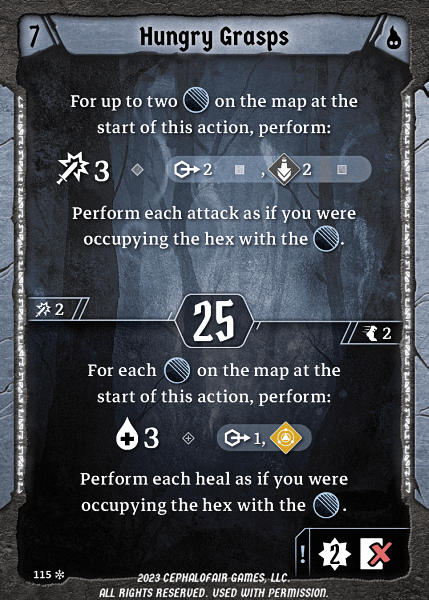 7 Hungry Grasps
For up to two on the map at the
start of this action, perform:
3 2 , 2
Perform each attack as if you were
occupying the hex with the .
2 25 2
For each on the map at the
start of this action, perform:
3 1,
Perform each heal as if you were
occupying the hex with the .
! 2
115
2023 CEPHALOFAIR GAMES, LLC.
ALL RIGHTS RESERVED. USED WITH PERMISSION.